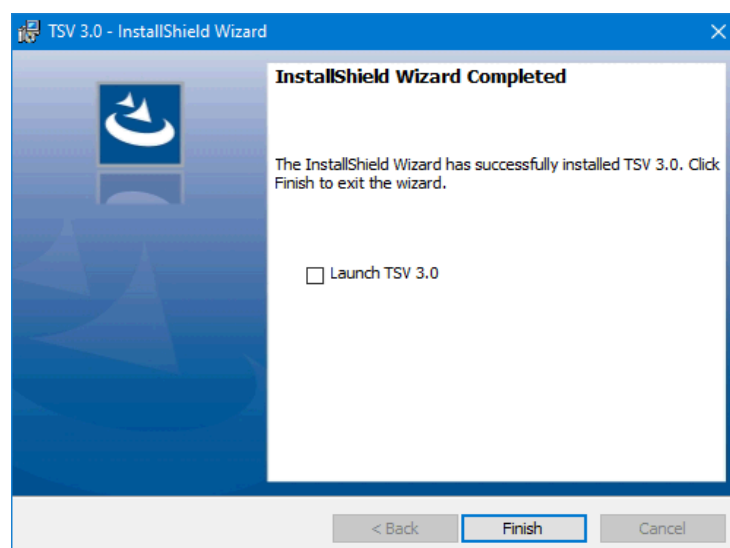 TSV 3.0 - InstallShield Wizard
InstallShield Wizard Completed
The InstallShield Wizard has successfully installed TSV 3.0. Click
Finish to exit the wizard.
Launch TSV 3.0
< Back Finish Cancel